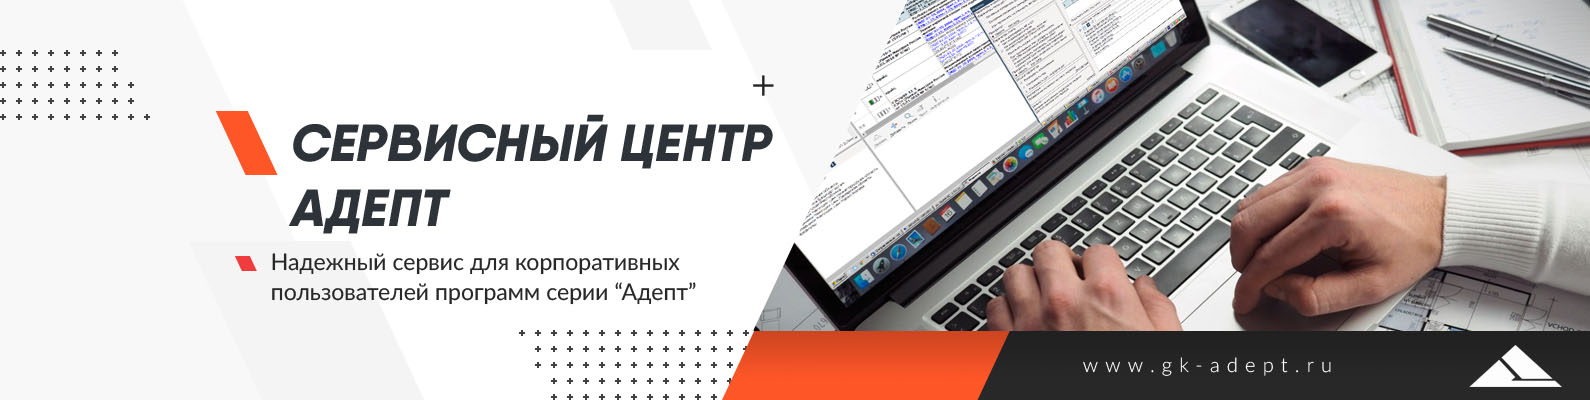 СЕРВИСНЫЙ ЦЕНТР
АДЕПТ
Надежный сервис для корпоративных
пользователей программ серии “Адепт”
www.gk-adept.ru